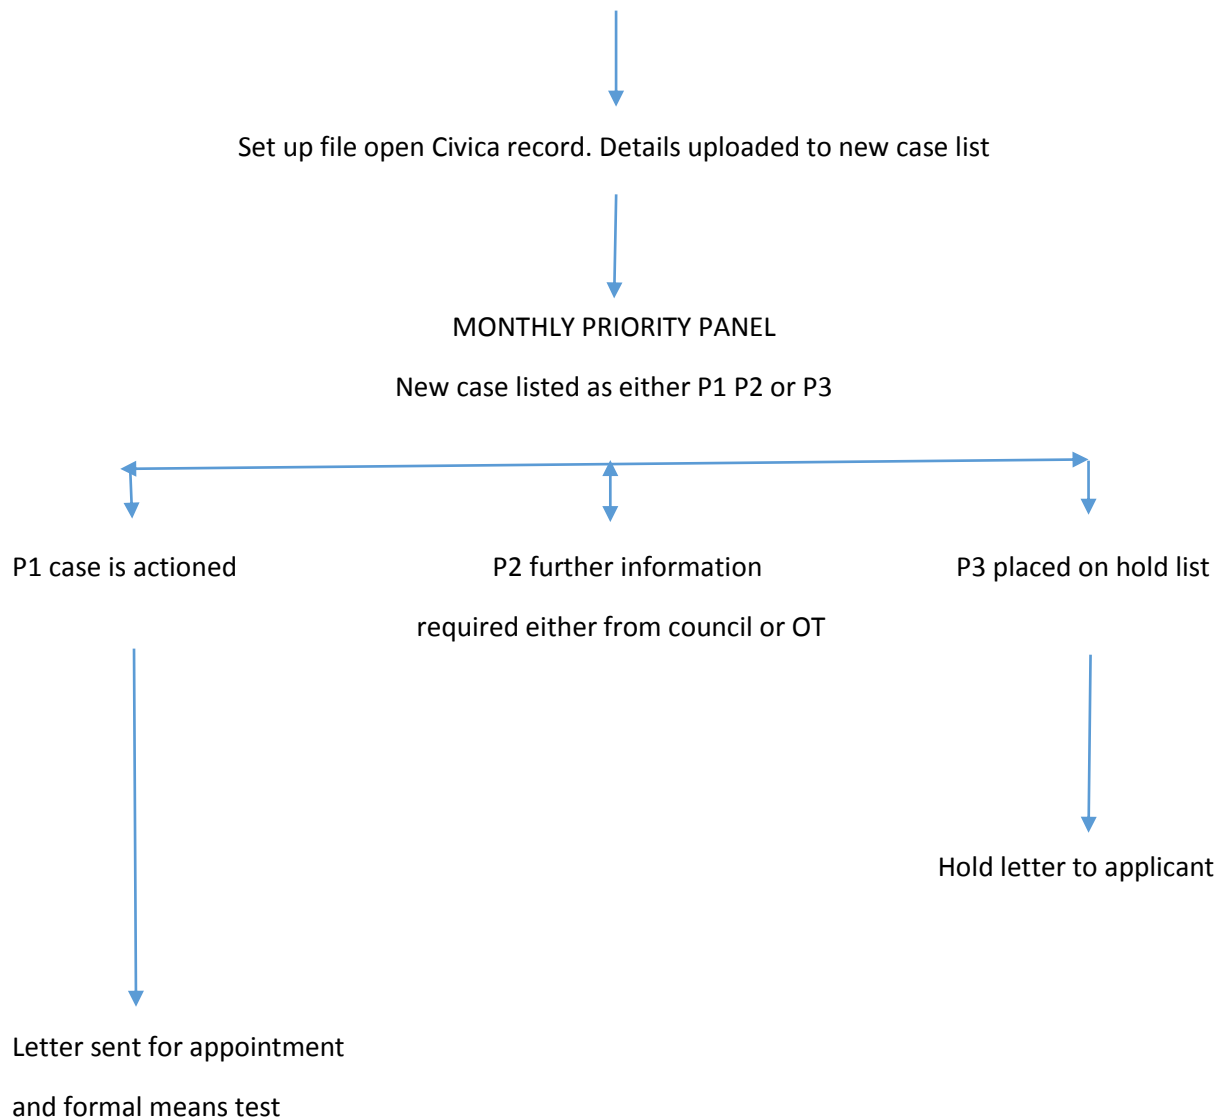 Set up file open Civica record. Details uploaded to new case list
MONTHLY PRIORITY PANEL
New case listed as either P1 P2 or P3
P1 case is actioned
P2 further information
required either from council or OT
P3 placed on hold list
Hold letter to applicant
Letter sent for appointment
and formal means test